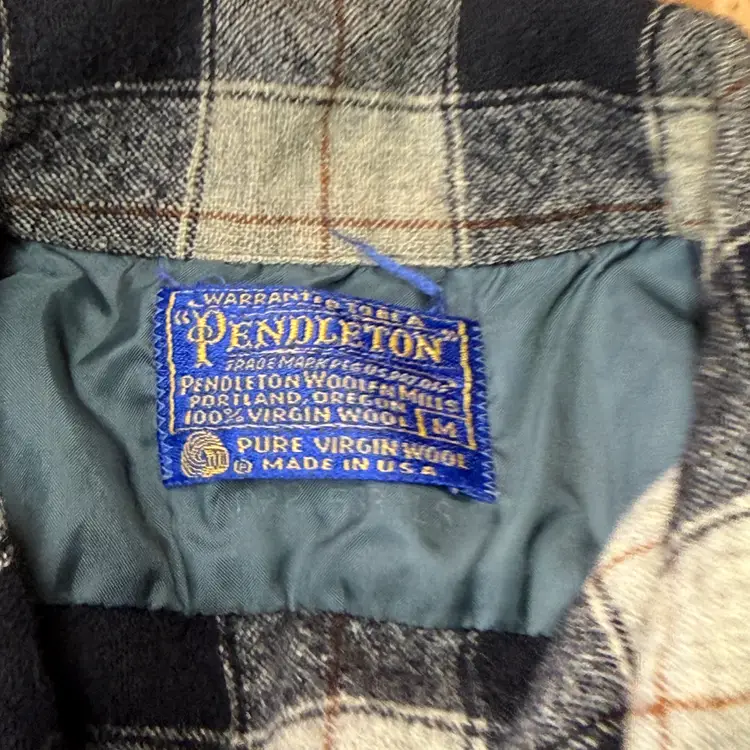 WARRANTED TO BE A
"PENDLETON"
TRADE MARK REG US PAT OFF
PENDLETON WOOLEN MILLS
PORTLAND, OREGON
100% VIRGIN WOOL M
PURE VIRGIN WOOL
® MADE IN U S A